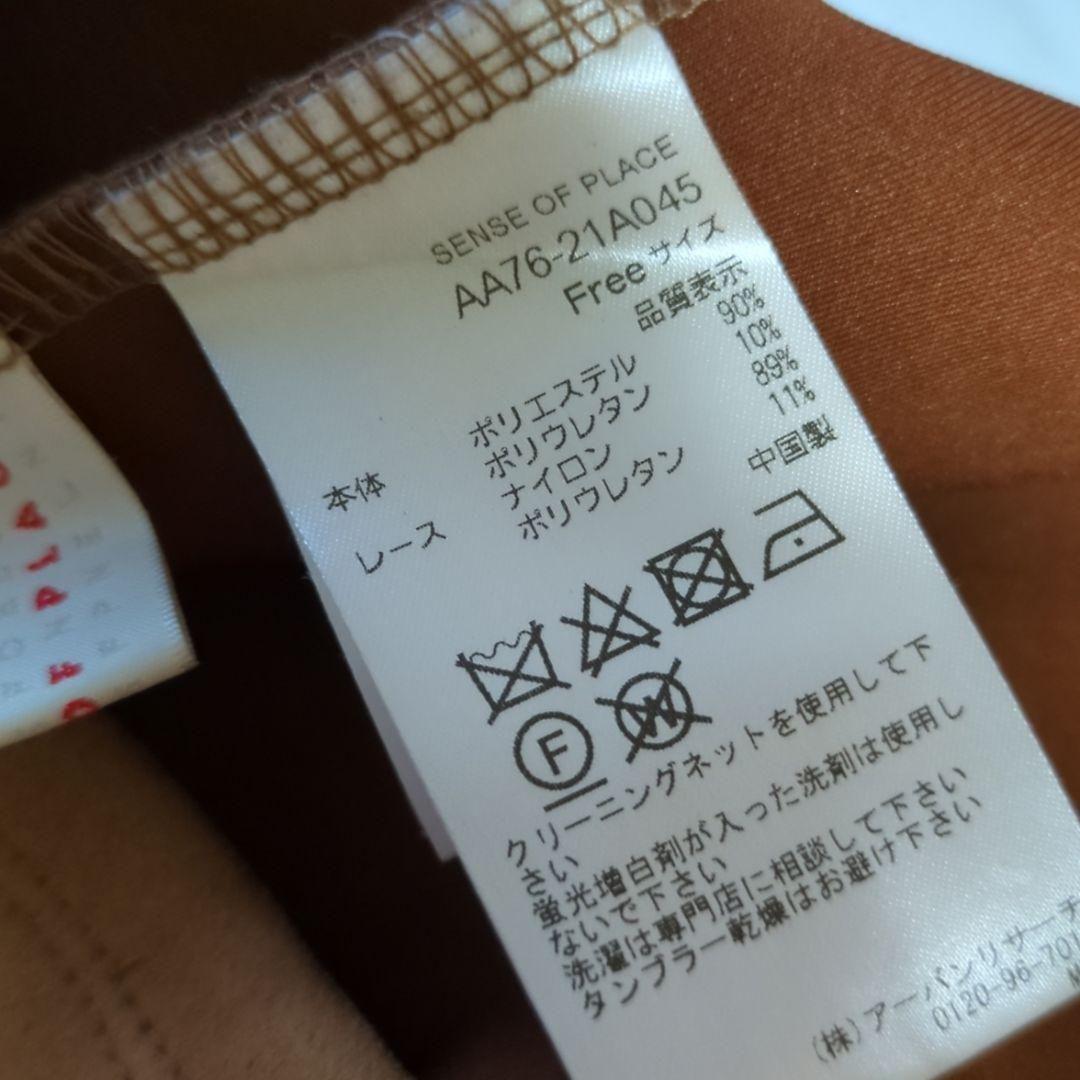 SENSE OF PLACE
AA76-21A045
Free サイズ
品質表示
本体 ポリエステル 90%
ポリウレタン 10%
レース ナイロン 89%
ポリウレタン 11%
中国製
F
W
クリーニングネットを使用して下
さい
蛍光増白剤が入った洗剤は使用し
ないで下さい
洗濯は専門店に相談して下さい
タンブラー乾燥はお避け下さい
(株)アーバンリサーチ
0120-96-701
OF PLAC